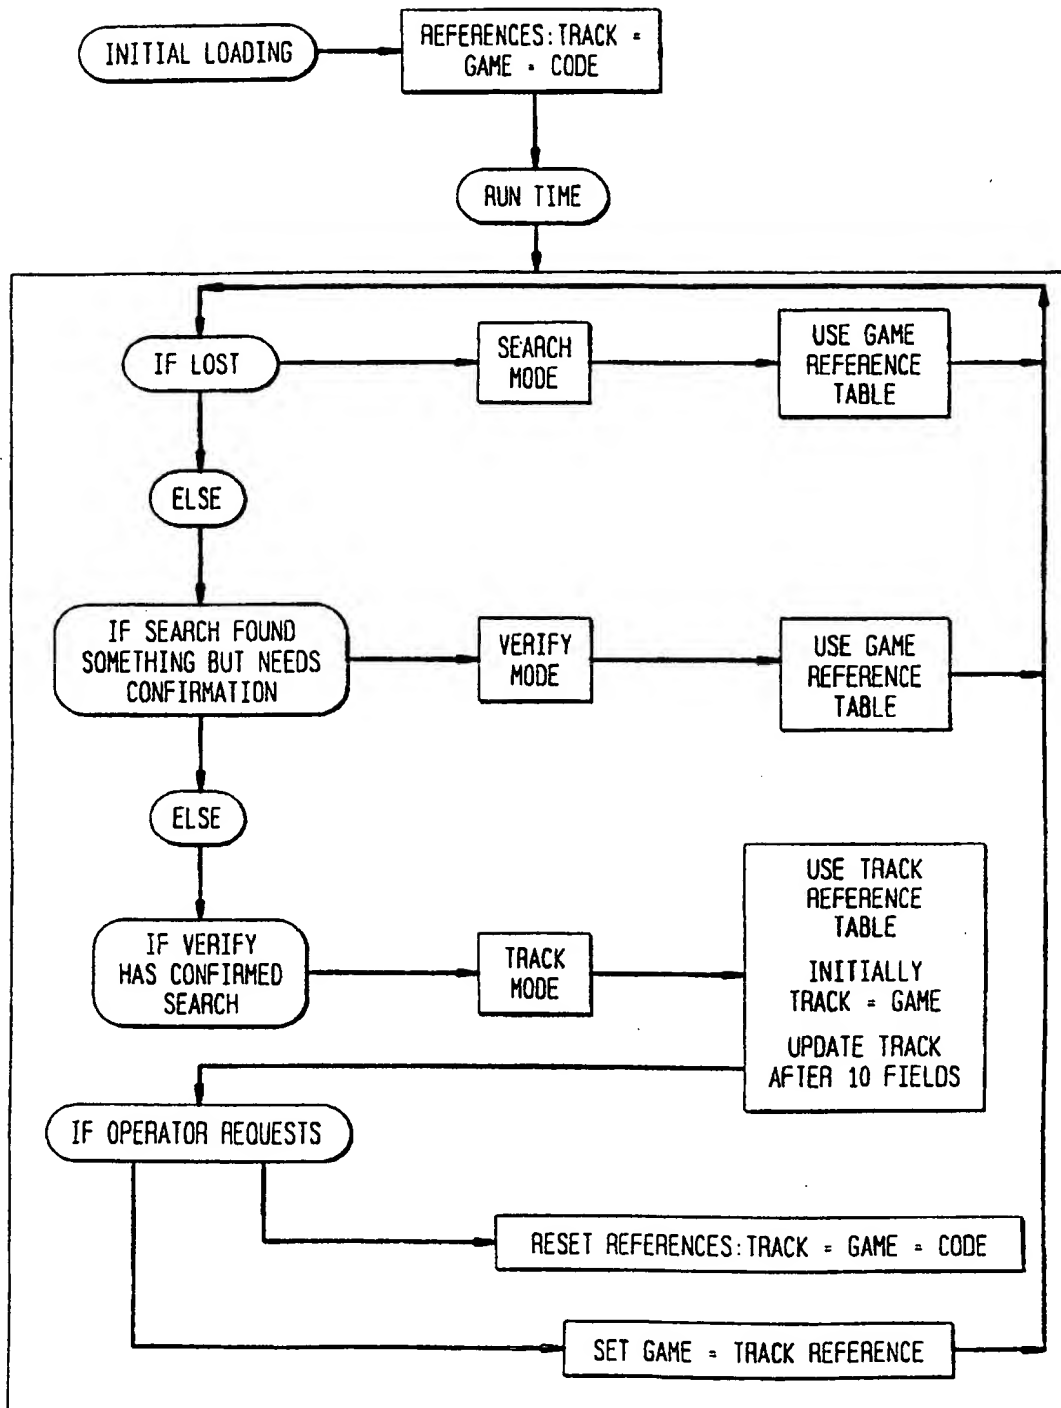 INITIAL LOADING
REFERENCES:TRACK =
GAME = CODE
RUN TIME
IF LOST
SEARCH
MODE
USE GAME
REFERENCE
TABLE
ELSE
IF SEARCH FOUND
SOMETHING BUT NEEDS
CONFIRMATION
VERIFY
MODE
USE GAME
REFERENCE
TABLE
ELSE
IF VERIFY
HAS CONFIRMED
SEARCH
TRACK
MODE
USE TRACK
REFERENCE
TABLE
INITIALLY
TRACK = GAME
UPDATE TRACK
AFTER 10 FIELDS
IF OPERATOR REQUESTS
RESET REFERENCES:TRACK = GAME = CODE
SET GAME = TRACK REFERENCE